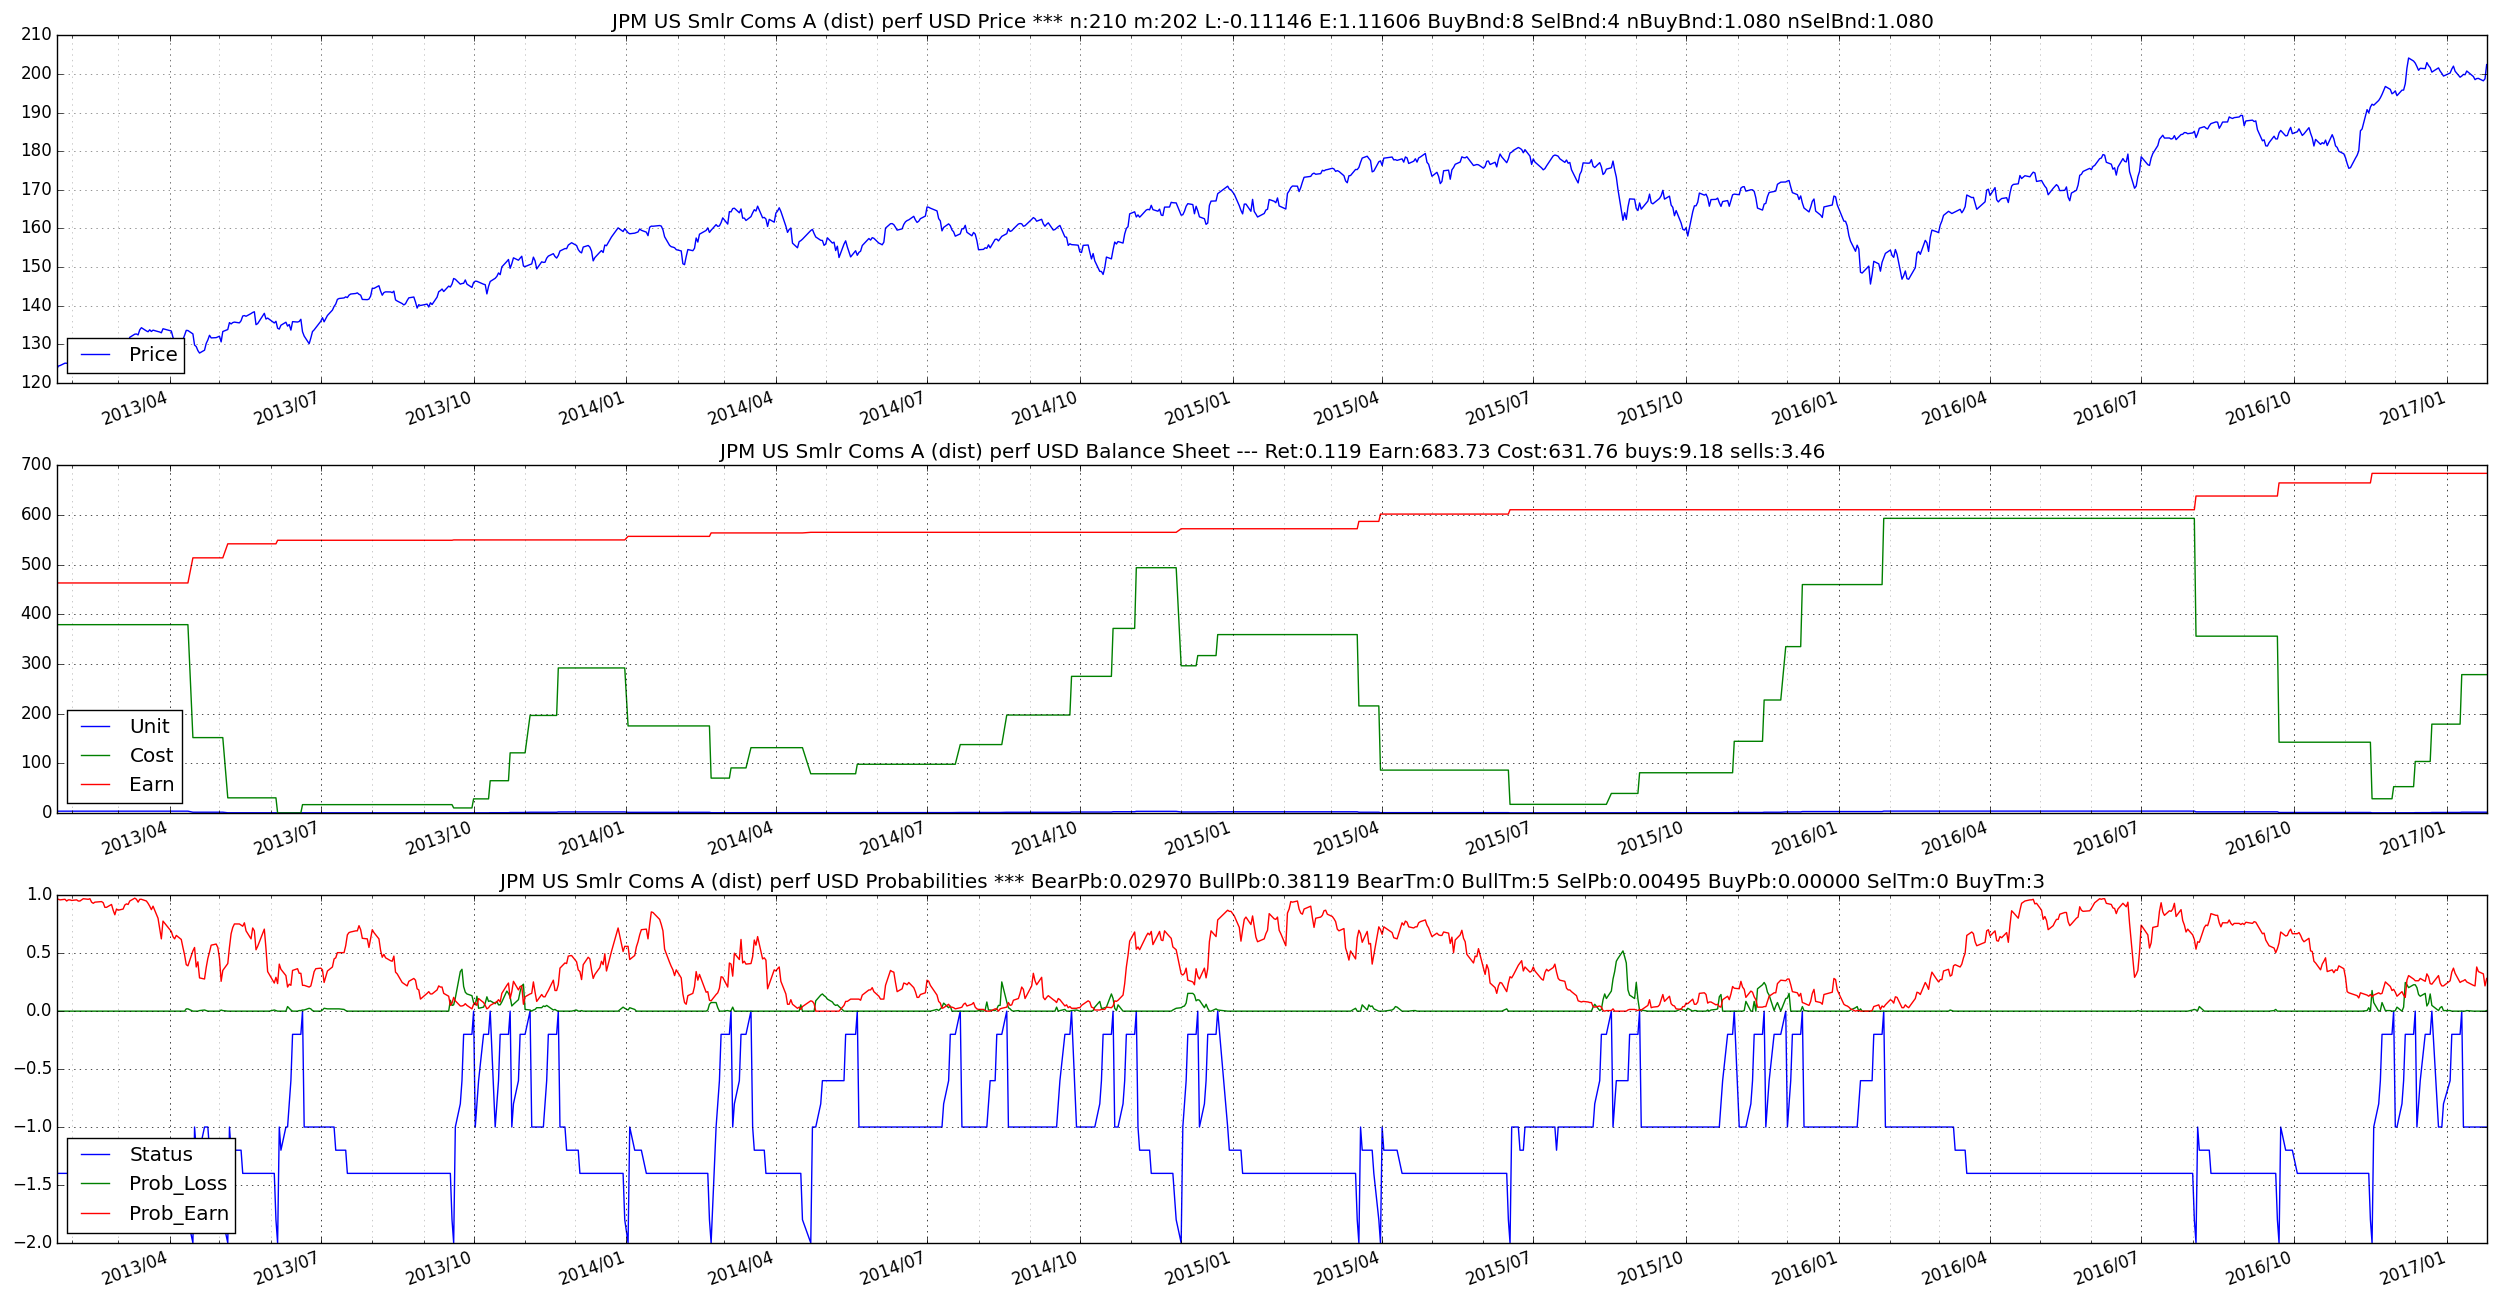 JPM US Smlr Coms A (dist) perf USD Price *** n:210 m:202 L:-0.11146 E:1.11606 BuyBnd:8 SelBnd:4 nBuyBnd:1.080 nSelBnd:1.080
210
200
190
180
170
160
150
140
130
120
Price
2013/04 2013/07 2013/10 2014/01 2014/04 2014/07 2014/10 2015/01 2015/04 2015/07 2015/10 2016/01 2016/04 2016/07 2016/10 2017/01
JPM US Smlr Coms A (dist) perf USD Balance Sheet --- Ret:0.119 Earn:683.73 Cost:631.76 buys:9.18 sells:3.46
700
600
500
400
300
200
100
0
Unit
Cost
Earn
2013/04 2013/07 2013/10 2014/01 2014/04 2014/07 2014/10 2015/01 2015/04 2015/07 2015/10 2016/01 2016/04 2016/07 2016/10 2017/01
JPM US Smlr Coms A (dist) perf USD Probabilities *** BearPb:0.02970 BullPb:0.38119 BearTm:0 BullTm:5 SelPb:0.00495 BuyPb:0.00000 SelTm:0 BuyTm:3
1.0
0.5
0.0
−0.5
−1.0
−1.5
−2.0
Status
Prob_Loss
Prob_Earn
2013/04 2013/07 2013/10 2014/01 2014/04 2014/07 2014/10 2015/01 2015/04 2015/07 2015/10 2016/01 2016/04 2016/07 2016/10 2017/01